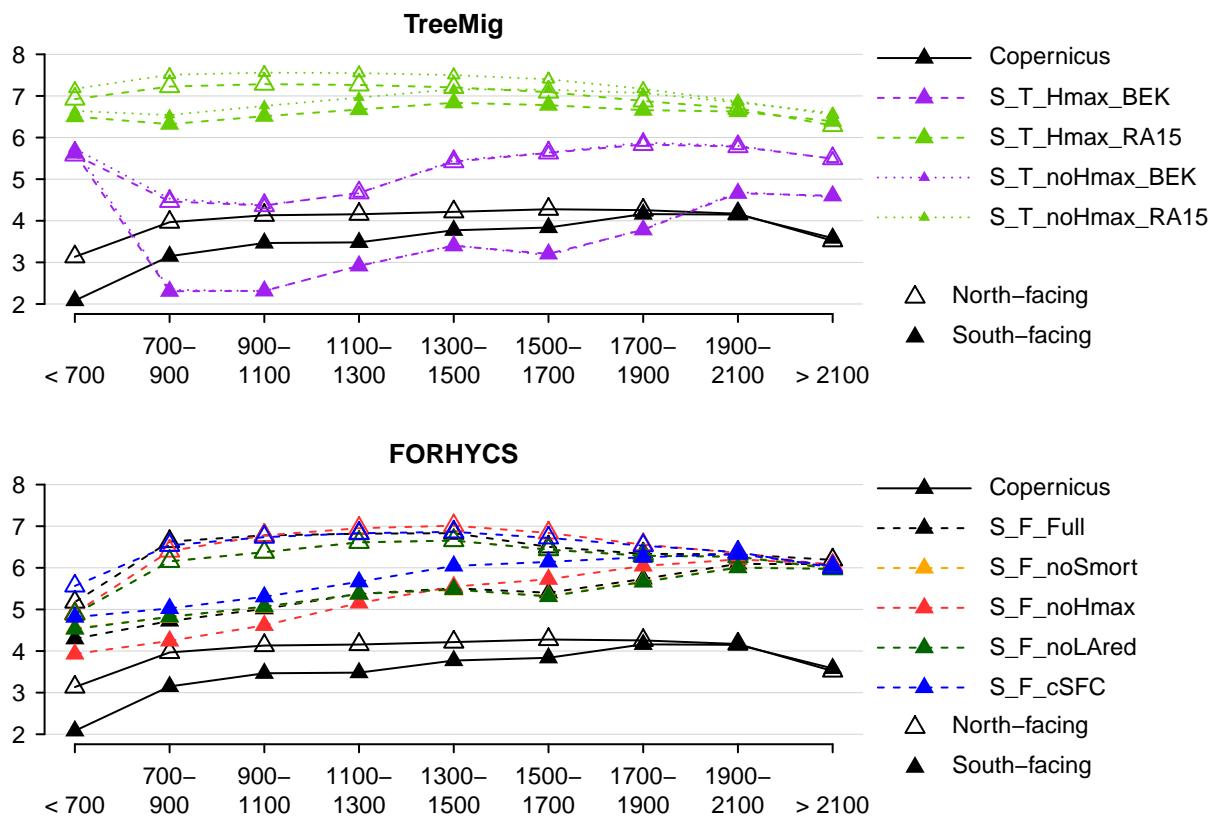 TreeMig
8
7
6
5
4
3
2
< 700
700−
900
900−
1100
1100−
1300
1300−
1500
1500−
1700
1700−
1900
1900−
2100
> 2100
Copernicus
S_T_Hmax_BEK
S_T_Hmax_RA15
S_T_noHmax_BEK
S_T_noHmax_RA15
North−facing
South−facing
FORHYCS
8
7
6
5
4
3
2
< 700
700−
900
900−
1100
1100−
1300
1300−
1500
1500−
1700
1700−
1900
1900−
2100
> 2100
Copernicus
S_F_Full
S_F_noSmort
S_F_noHmax
S_F_noLAred
S_F_cSFC
North−facing
South−facing